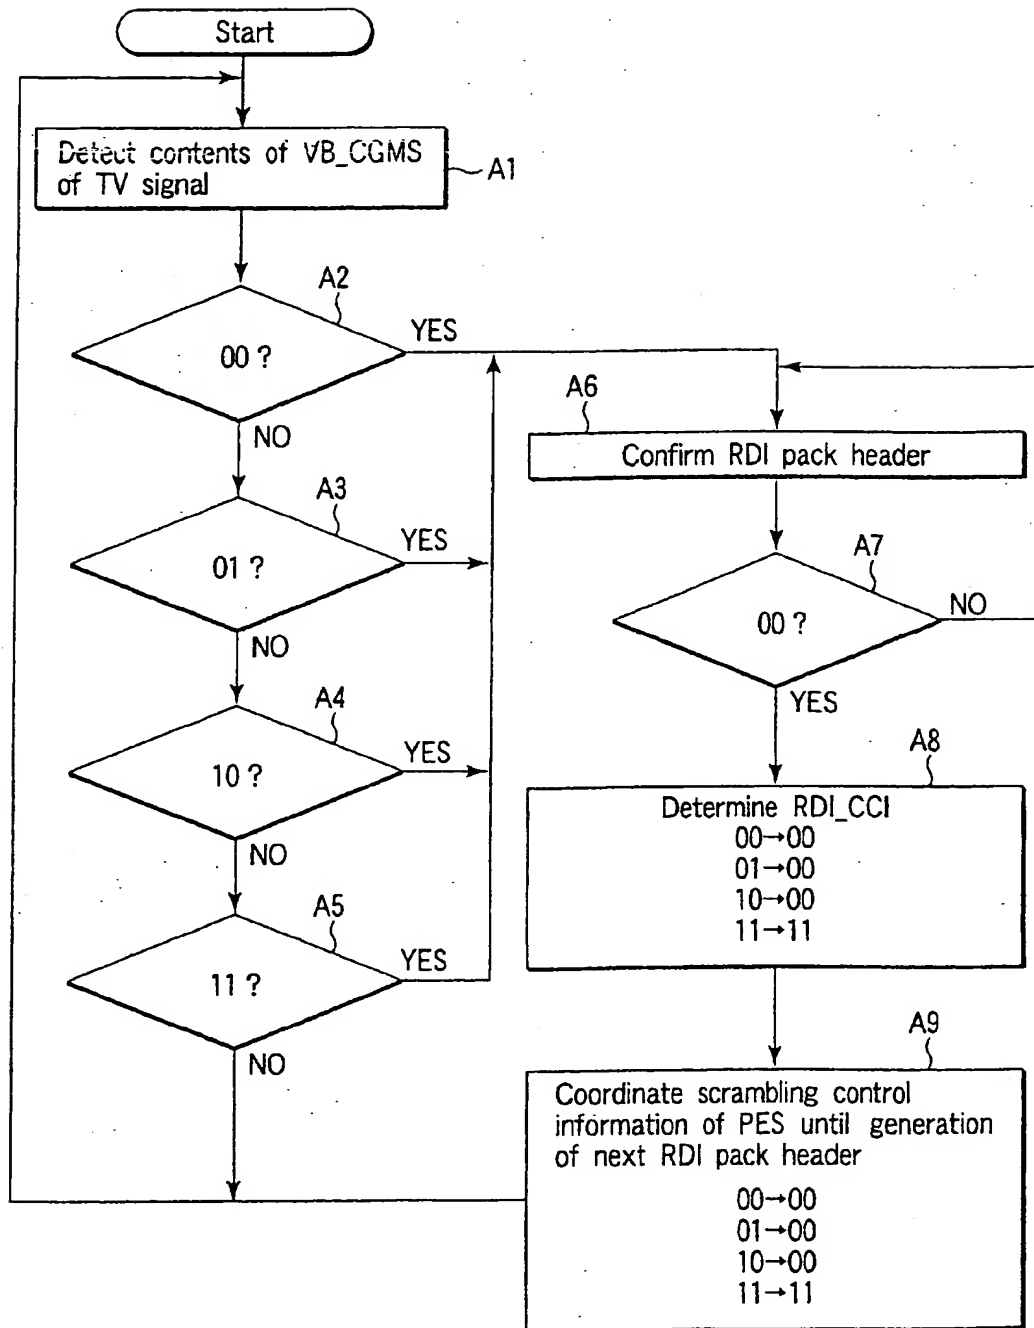 Start
Detect contents of VB_CGMS
of TV signal
A1
A2
00 ?
YES
NO
A3
01 ?
YES
NO
A4
10 ?
YES
NO
A5
11 ?
YES
NO
A6
Confirm RDI pack header
A7
00 ?
NO
YES
A8
Determine RDI_CCI
00→00
01→00
10→00
11→11
A9
Coordinate scrambling control
information of PES until generation
of next RDI pack header
00→00
01→00
10→00
11→11